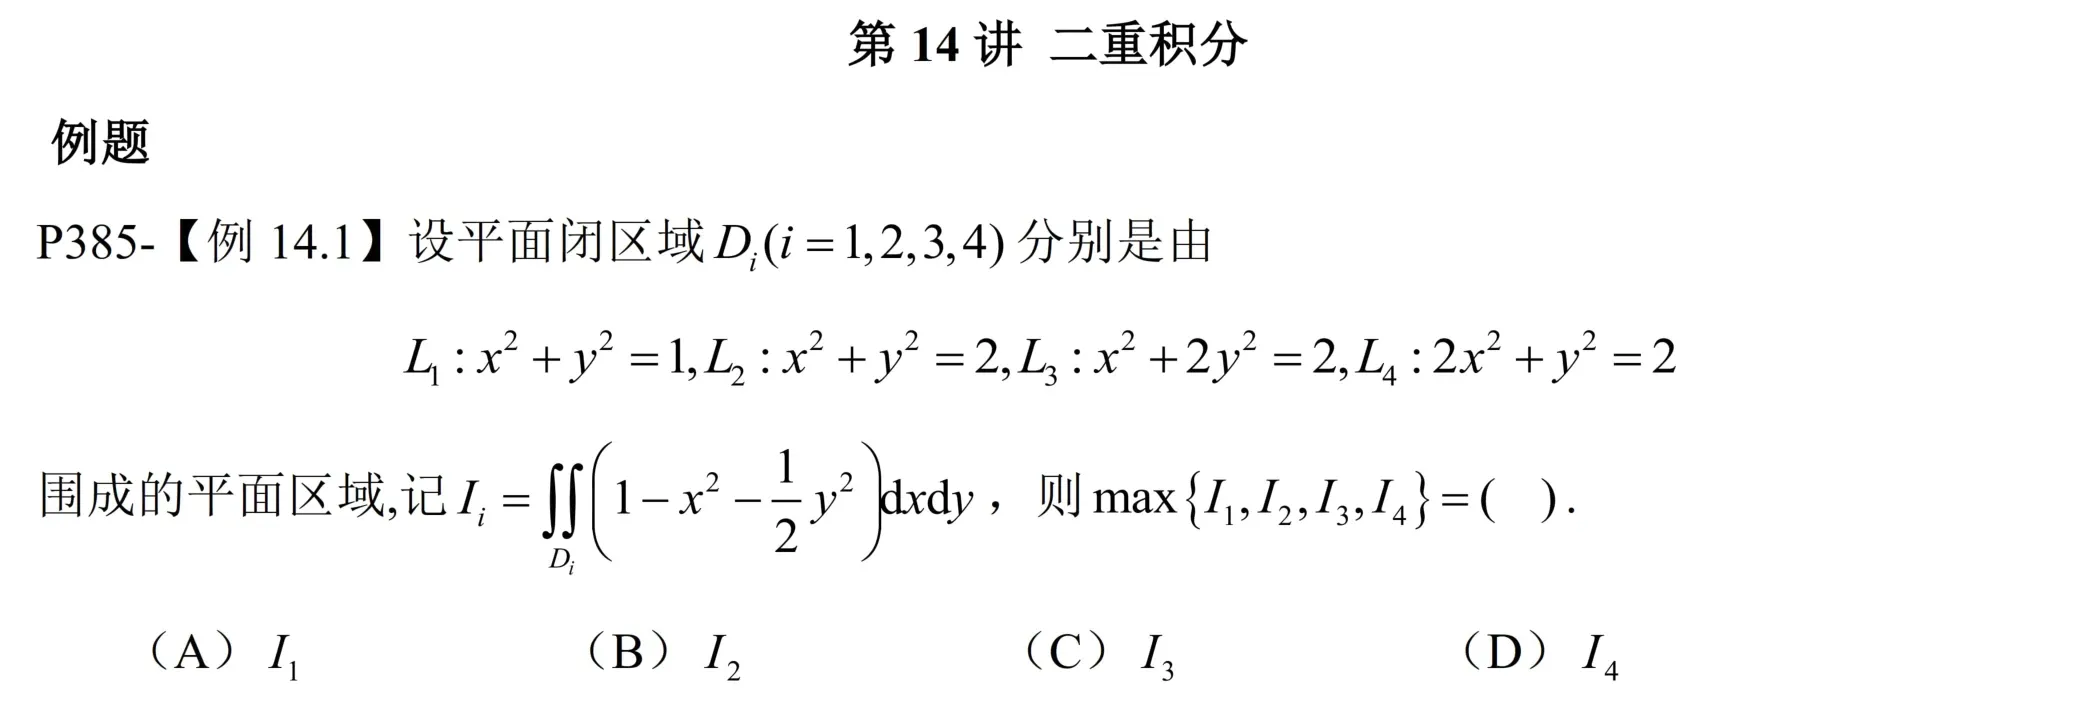 第 14 讲 二重积分
例题
P385-【例 14.1】设平面闭区域 $D_i(i=1,2,3,4)$ 分别是由
$L_1:x^2+y^2=1,L_2:x^2+y^2=2,L_3:x^2+2y^2=2,L_4:2x^2+y^2=2$
围成的平面区域,记 $I_i=\iint\limits_{D_i}\left(1-x^2-\frac{1}{2}y^2\right)\mathrm{d}x\mathrm{d}y$，则 $\max\{I_1,I_2,I_3,I_4\}=(\quad)$.
（A）$I_1$ （B）$I_2$ （C）$I_3$ （D）$I_4$